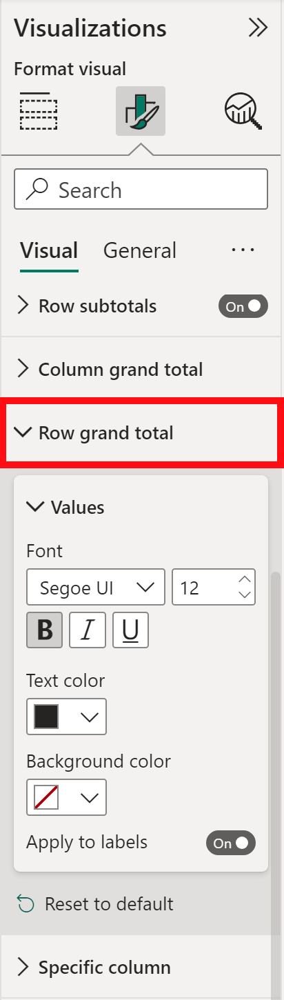 Visualizations
Format visual
Search
Visual General ···
Row subtotals On
Column grand total
Row grand total
Values
Font
Segoe UI 12
B I U
Text color
Background color
Apply to labels On
Reset to default
Specific column